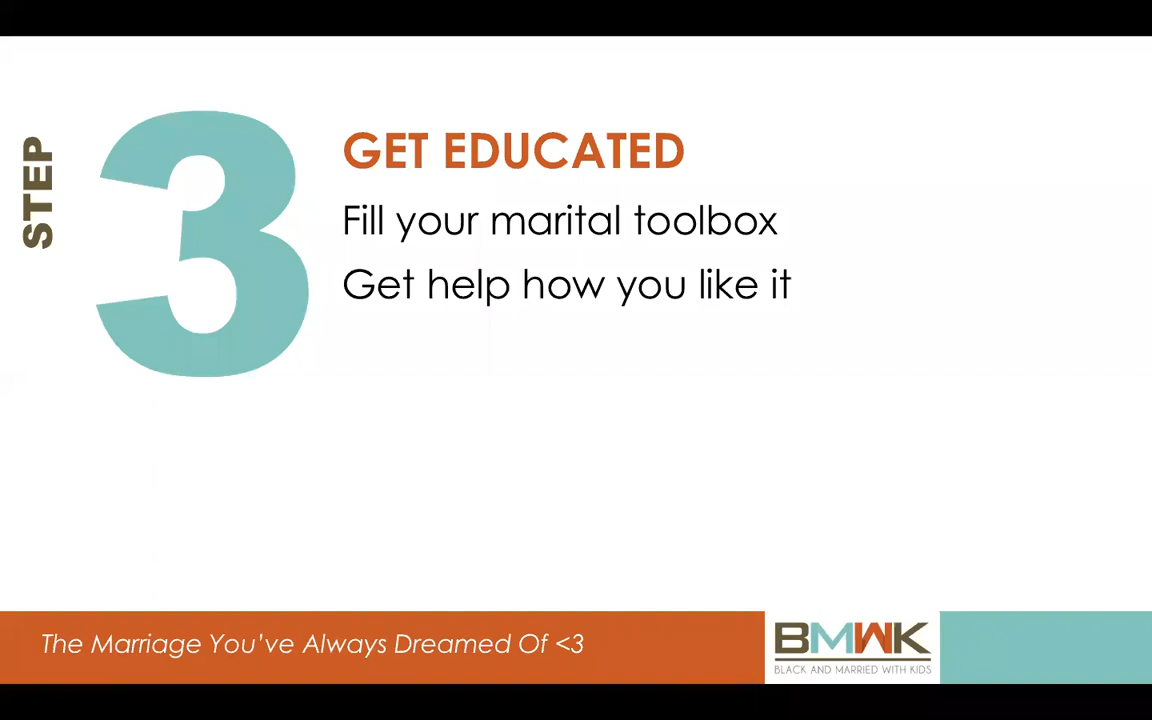 STEP
3
GET EDUCATED
Fill your marital toolbox
Get help how you like it
The Marriage You've Always Dreamed Of <3
BMWK
BLACK AND MARRIED WITH KIDS